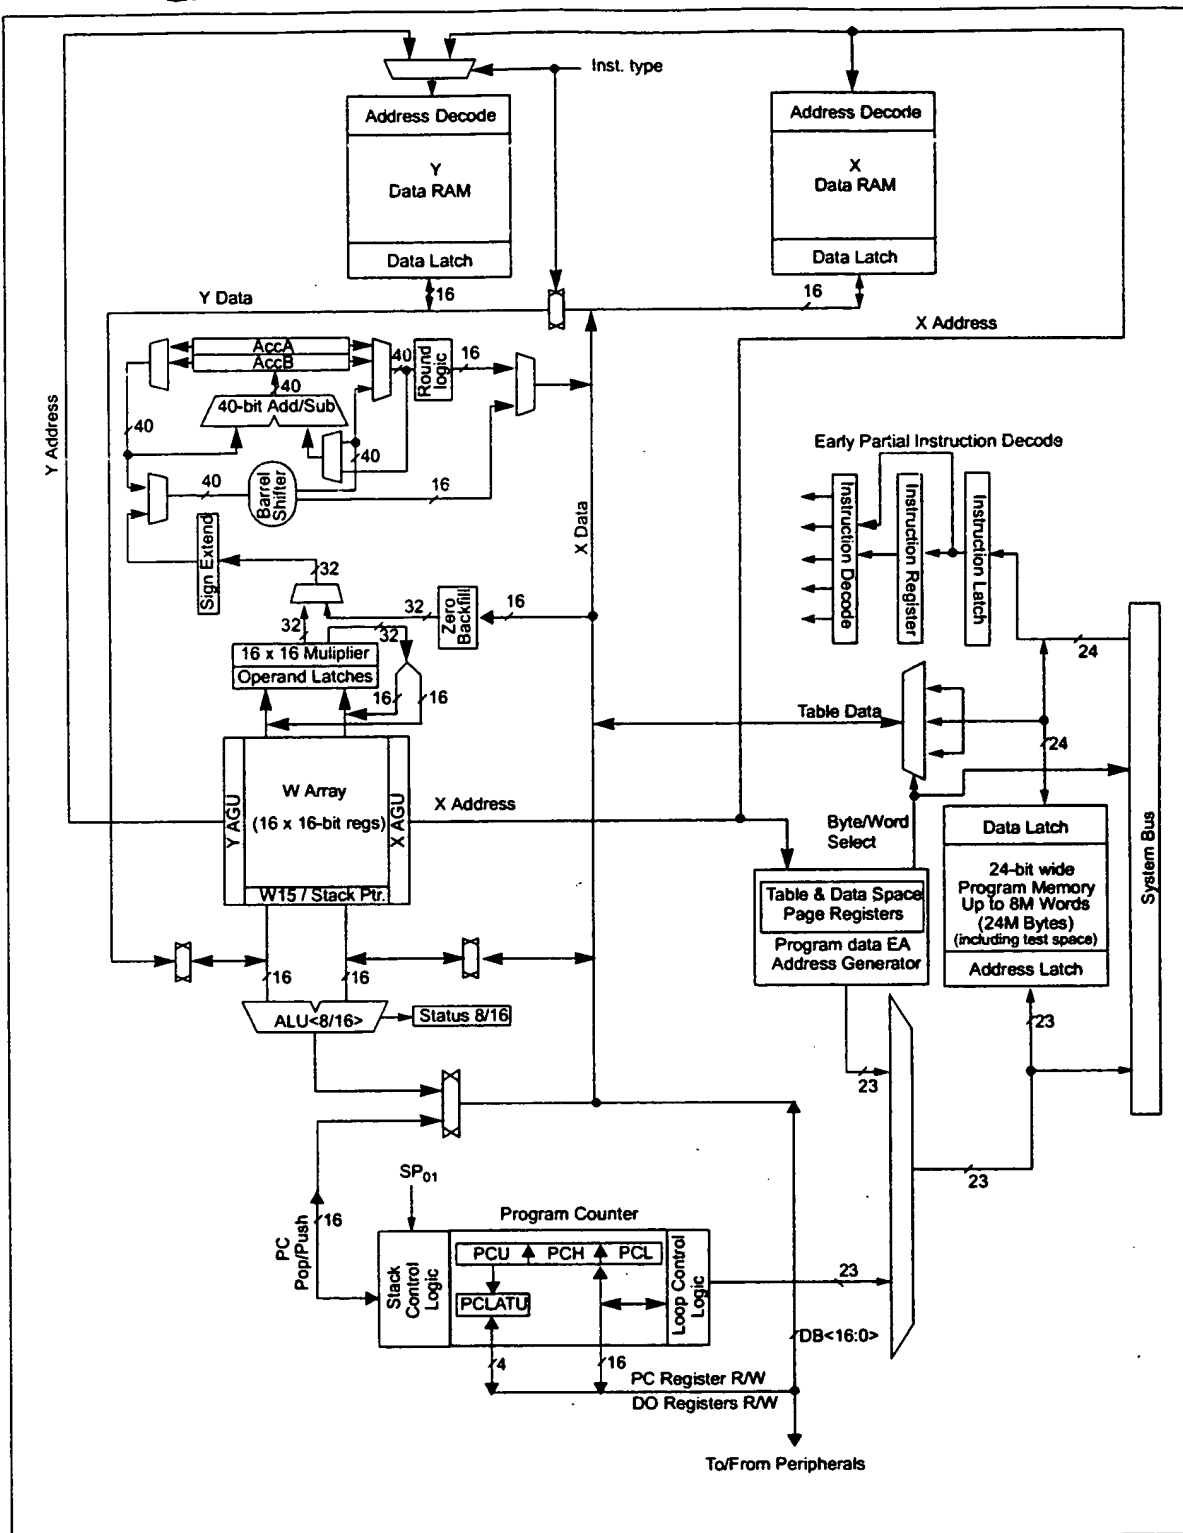 Inst. type
Address Decode
Y
Data RAM
Data Latch
16
Address Decode
X
Data RAM
Data Latch
16
Y Data
X Address
Y Address
AccA
AccB
40
40-bit Add/Sub
40
40
Round logic
16
40
Barrel Shifter
40
16
Sign Extend
32
X Data
Early Partial Instruction Decode
Instruction Decode
Instruction Register
Instruction Latch
24
32
32
32
Zero Backfill
16
16 x 16 Muliplier
Operand Latches
16
16
Table Data
24
Y AGU
W Array
(16 x 16-bit regs)
X AGU
W15 / Stack Ptr.
X Address
Byte/Word
Select
Data Latch
24-bit wide
Program Memory
Up to 8M Words
(24M Bytes)
(including test space)
Address Latch
System Bus
Table & Data Space
Page Registers
Program data EA
Address Generator
16
16
ALU<8/16>
Status 8/16
23
23
23
SP01
PC
Pop/Push
16
Program Counter
Stack
Control
Logic
PCU
PCH
PCL
PCLATU
Loop Control
Logic
23
DB<16:0>
4
16
PC Register R/W
DO Registers R/W
To/From Peripherals